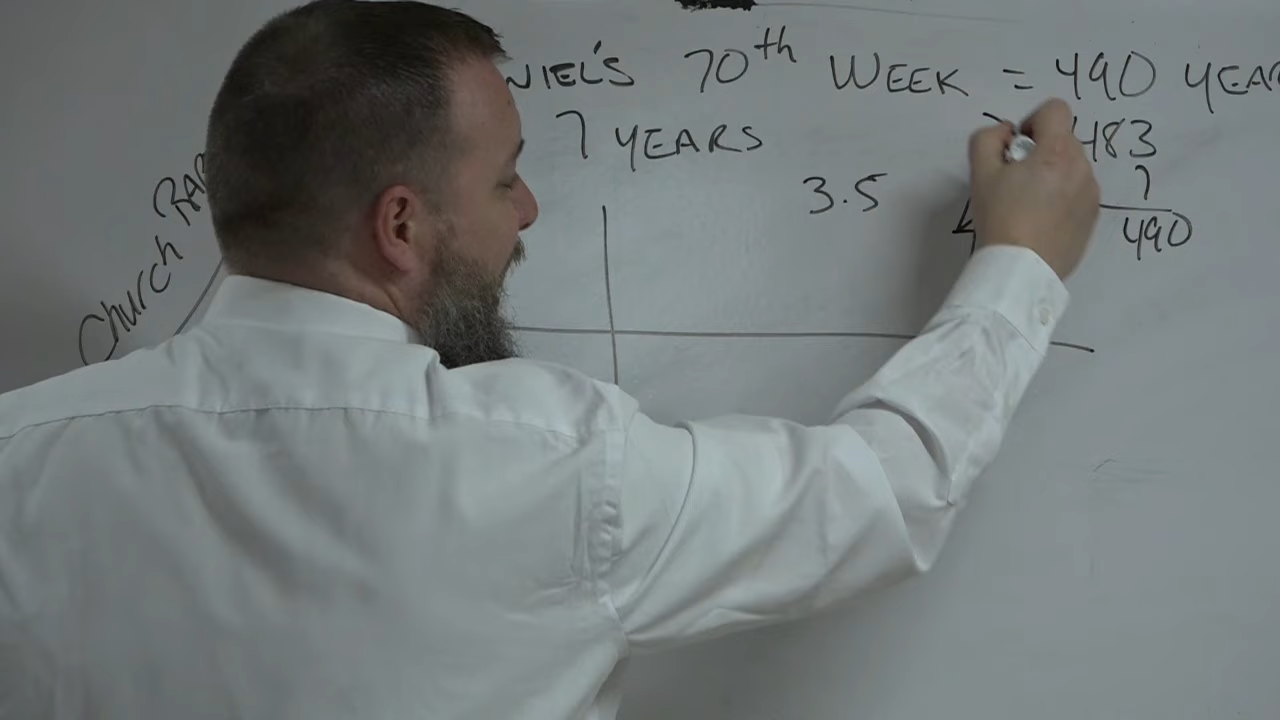 NIEL'S 70th WEEK = 490 YEA
7 YEARS
483
3.5
7
490
Church